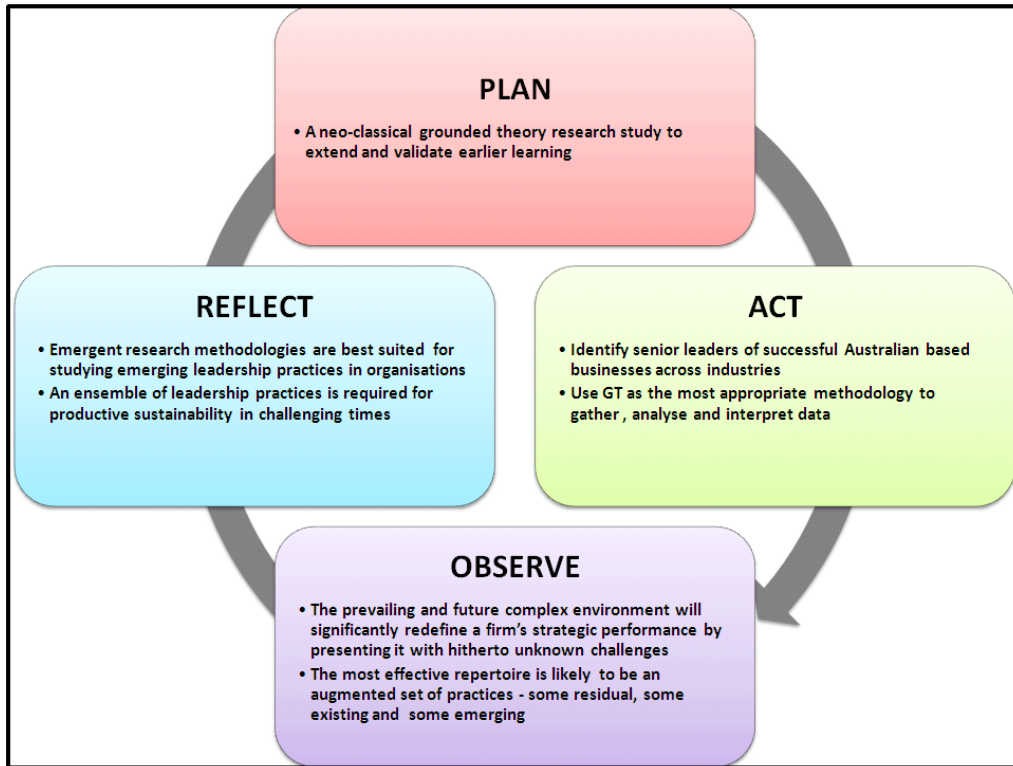 PLAN
• A neo-classical grounded theory research study to
extend and validate earlier learning
REFLECT
• Emergent research methodologies are best suited for
studying emerging leadership practices in organisations
• An ensemble of leadership practices is required for
productive sustainability in challenging times
ACT
• Identify senior leaders of successful Australian based
businesses across industries
• Use GT as the most appropriate methodology to
gather , analyse and interpret data
OBSERVE
• The prevailing and future complex environment will
significantly redefine a firm's strategic performance by
presenting it with hitherto unknown challenges
• The most effective repertoire is likely to be an
augmented set of practices - some residual, some
existing and some emerging